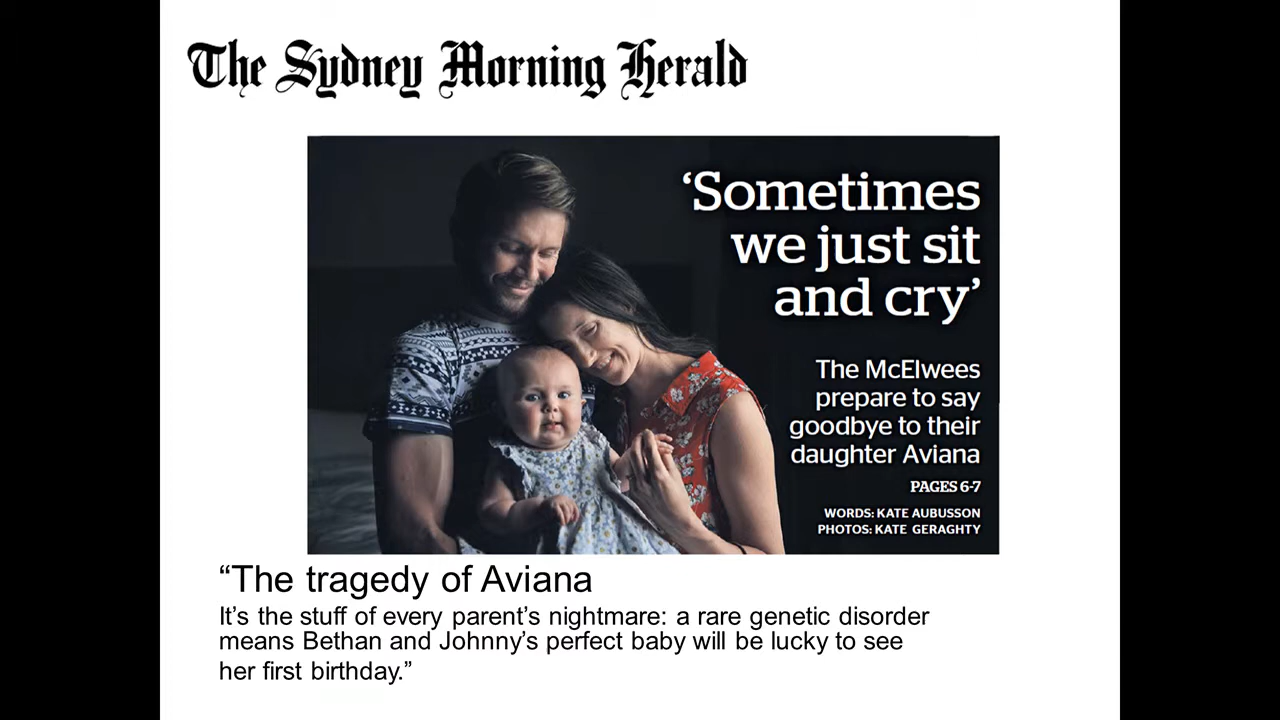 The Sydney Morning Herald
‘Sometimes
we just sit
and cry’
The McElwees
prepare to say
goodbye to their
daughter Aviana
PAGES 6-7
WORDS: KATE AUBUSSON
PHOTOS: KATE GERAGHTY
“The tragedy of Aviana
It’s the stuff of every parent’s nightmare: a rare genetic disorder
means Bethan and Johnny’s perfect baby will be lucky to see
her first birthday.”